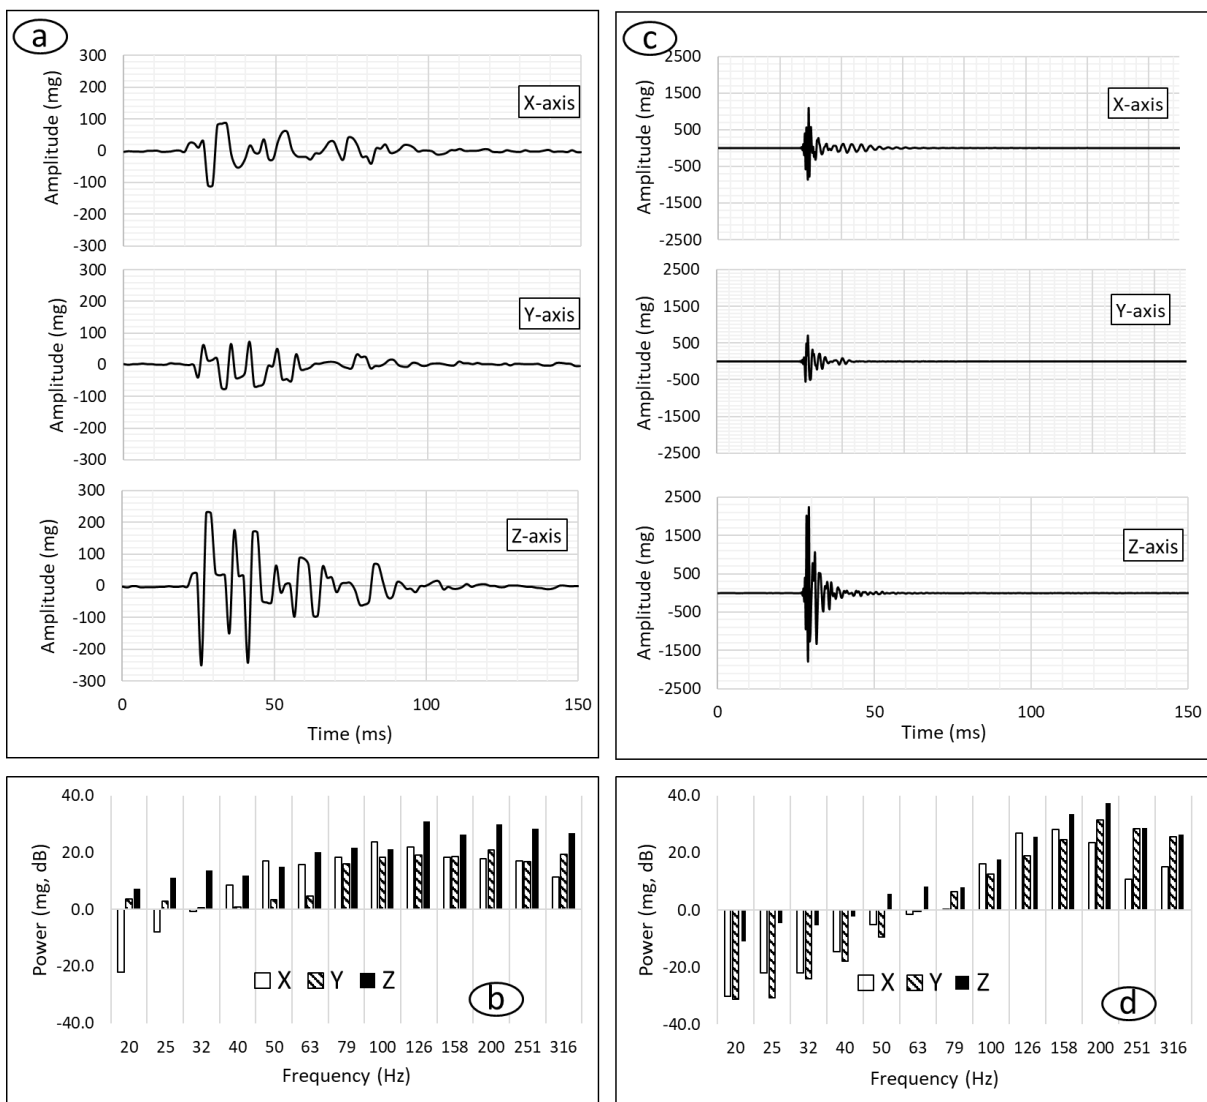 a
300
200
100
0
-100
-200
-300
Amplitude (mg)
X-axis
300
200
100
0
-100
-200
-300
Amplitude (mg)
Y-axis
300
200
100
0
-100
-200
-300
Amplitude (mg)
Z-axis
0 50 100 150
Time (ms)
c
2500
1500
500
-500
-1500
-2500
Amplitude (mg)
X-axis
2500
1500
500
-500
-1500
-2500
Amplitude (mg)
Y-axis
2500
1500
500
-500
-1500
-2500
Amplitude (mg)
Z-axis
0 50 100 150
Time (ms)
40.0
20.0
0.0
-20.0
-40.0
Power (mg, dB)
X Y Z
b
20 25 32 40 50 63 79 100 126 158 200 251 316
Frequency (Hz)
40.0
20.0
0.0
-20.0
-40.0
Power (mg, dB)
X Y Z
d
20 25 32 40 50 63 79 100 126 158 200 251 316
Frequency (Hz)